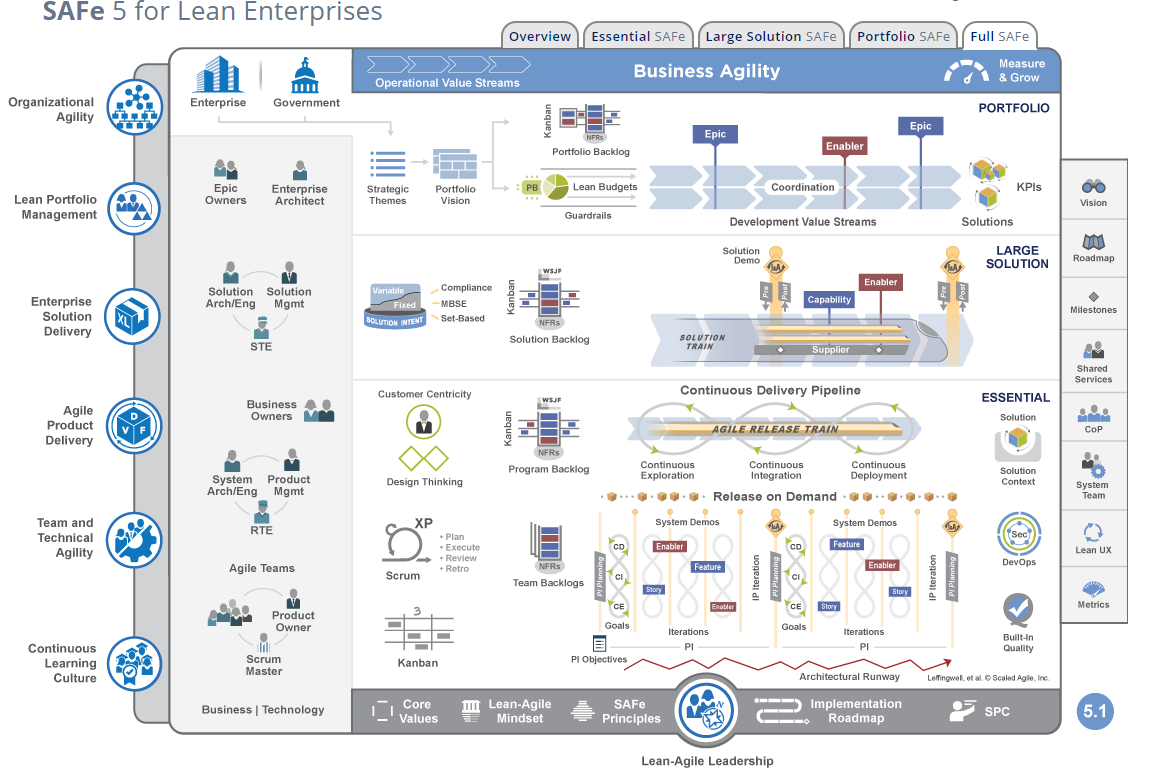 SAFe 5 for Lean Enterprises
Overview
Essential SAFe
Large Solution SAFe
Portfolio SAFe
Full SAFe
Organizational
Agility
Lean Portfolio
Management
Enterprise
Solution
Delivery
XL
Agile
Product
Delivery
D
V F
Team and
Technical
Agility
Continuous
Learning
Culture
Enterprise
Government
Operational Value Streams
Business Agility
Measure
& Grow
Epic
Owners
Enterprise
Architect
Solution
Arch/Eng
Solution
Mgmt
STE
Business
Owners
System
Arch/Eng
Product
Mgmt
RTE
Agile Teams
Product
Owner
Scrum
Master
Business | Technology
PORTFOLIO
Strategic
Themes
Portfolio
Vision
Kanban
NFRs
Portfolio Backlog
PB
Lean Budgets
Guardrails
Epic
Enabler
Epic
Coordination
Development Value Streams
KPIs
Solutions
LARGE
SOLUTION
Variable
Fixed
SOLUTION INTENT
Compliance
MBSE
Set-Based
WSJF
Kanban
NFRs
Solution Backlog
Solution
Demo
I&A
Pre
Post
Capability
Enabler
I&A
Pre
Post
SOLUTION
TRAIN
Supplier
ESSENTIAL
Customer Centricity
Design Thinking
WSJF
Kanban
NFRs
Program Backlog
Continuous Delivery Pipeline
AGILE RELEASE TRAIN
Continuous
Exploration
Continuous
Integration
Continuous
Deployment
Solution
Solution
Context
Release on Demand
XP
Scrum
• Plan
• Execute
• Review
• Retro
NFRs
Team Backlogs
System Demos
PI Planning
CD
CI
CE
Goals
Enabler
Feature
Story
Enabler
Iterations
IP Iteration
I&A
PI Planning
System Demos
CD
CI
CE
Goals
Feature
Enabler
Story
Story
Iterations
IP Iteration
I&A
PI Planning
Sec
DevOps
Built-In
Quality
3
Kanban
PI Objectives
PI
PI
Architectural Runway
Leffingwell, et al. © Scaled Agile, Inc.
Core
Values
Lean-Agile
Mindset
SAFe
Principles
N
Implementation
Roadmap
SPC
Lean-Agile Leadership
Vision
Roadmap
Milestones
Shared
Services
CoP
System
Team
Lean UX
Metrics
5.1